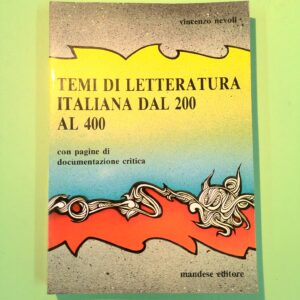 vincenzo nevoli
TEMI DI LETTERATURA
ITALIANA DAL 200
AL 400
con pagine di
documentazione critica
mandese editore